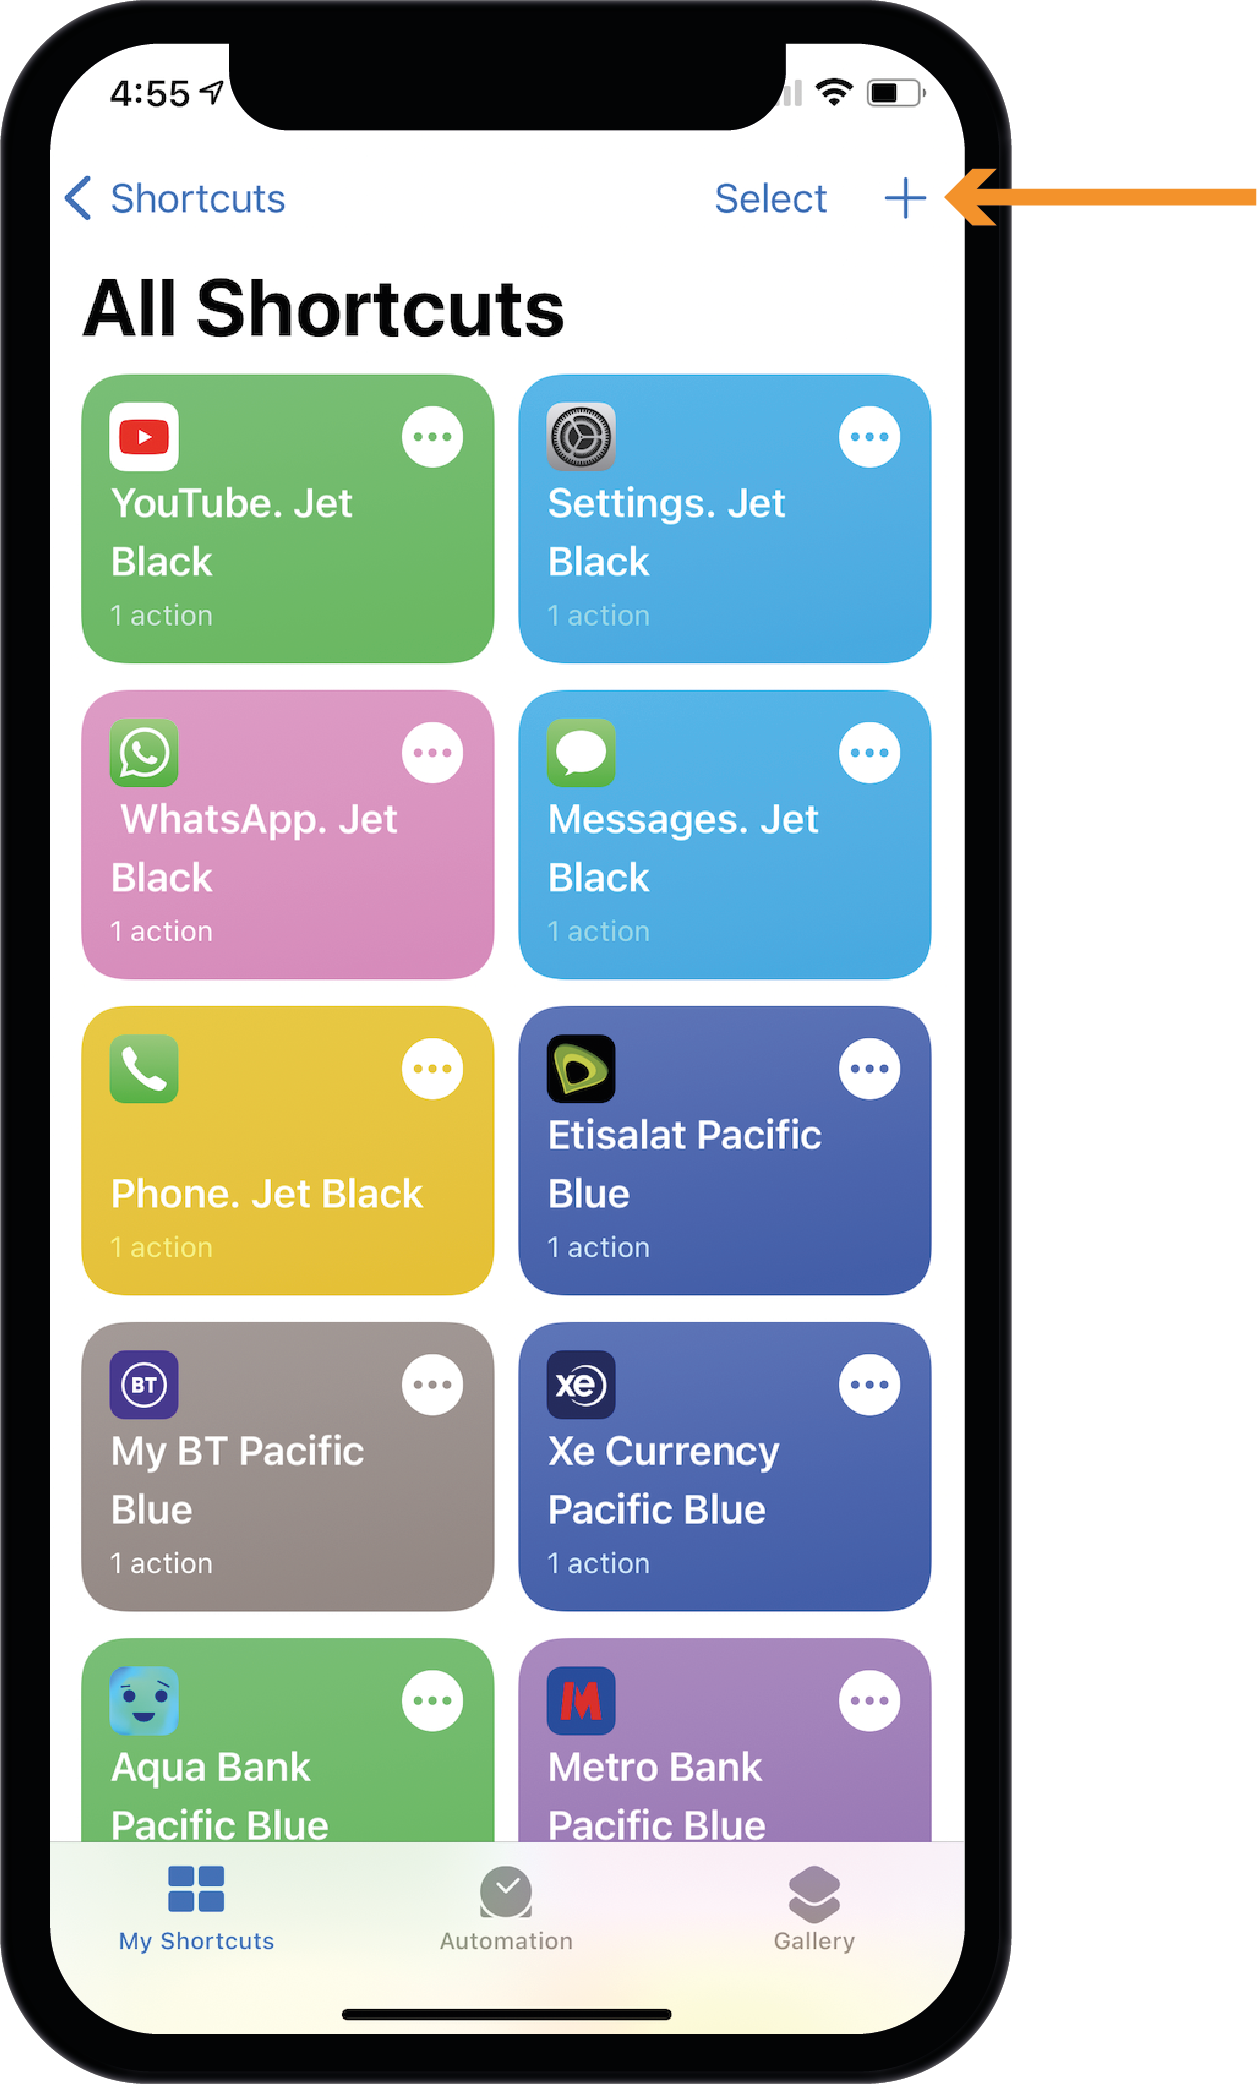 4:55
Shortcuts
Select
All Shortcuts
YouTube. Jet
Black
1 action
Settings. Jet
Black
1 action
WhatsApp. Jet
Black
1 action
Messages. Jet
Black
1 action
Phone. Jet Black
1 action
Etisalat Pacific
Blue
1 action
BT
My BT Pacific
Blue
1 action
xe
Xe Currency
Pacific Blue
1 action
Aqua Bank
Pacific Blue
M
Metro Bank
Pacific Blue
My Shortcuts
Automation
Gallery